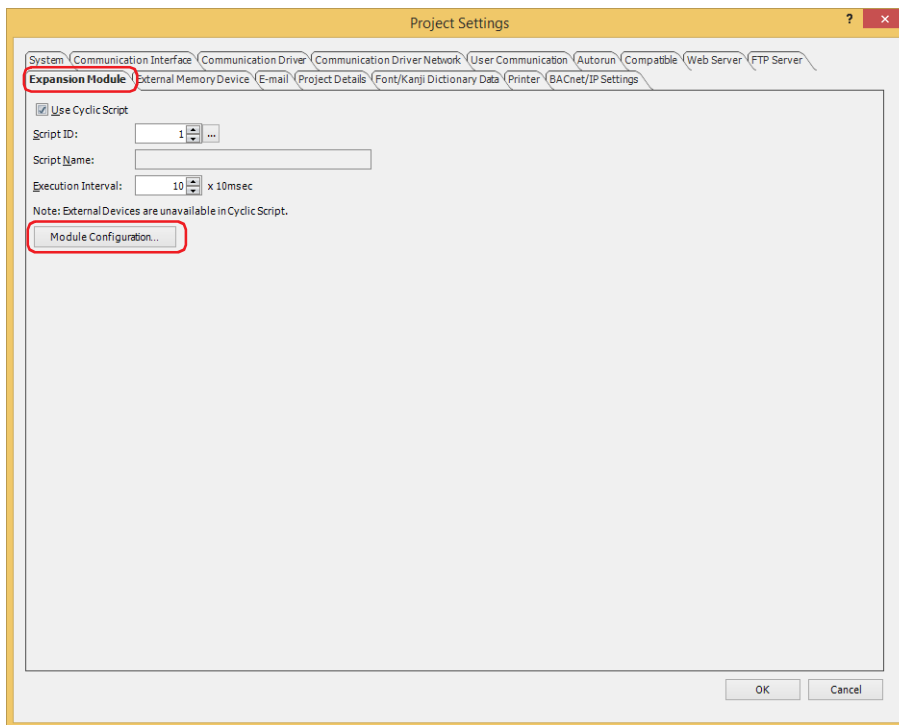 Project Settings
? ×
System Communication Interface Communication Driver Communication Driver Network User Communication Autorun Compatible Web Server FTP Server
Expansion Module External Memory Device E-mail Project Details Font/Kanji Dictionary Data Printer BACnet/IP Settings
Use Cyclic Script
Script ID: 1 ...
Script Name:
Execution Interval: 10 x 10msec
Note: External Devices are unavailable in Cyclic Script.
Module Configuration...
OK Cancel